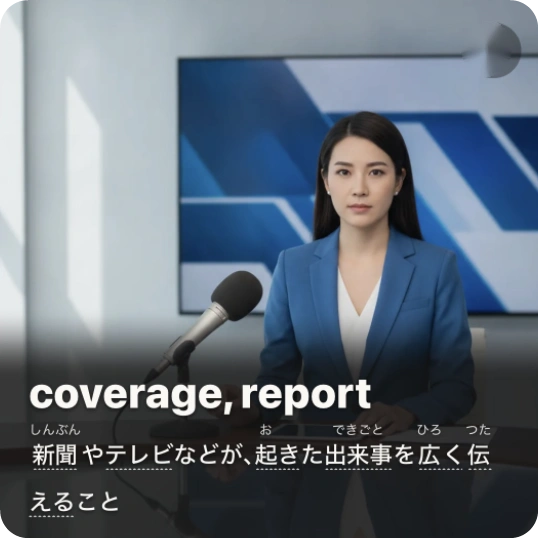 coverage, report
しんぶん お できごと ひろ つた
新聞やテレビなどが、起きた出来事を広く伝
えること